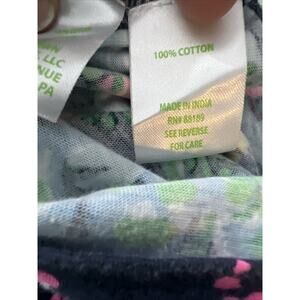 LLC
NUE
PA
100% COTTON
MADE IN INDIA
RN# 88189
SEE REVERSE
FOR CARE